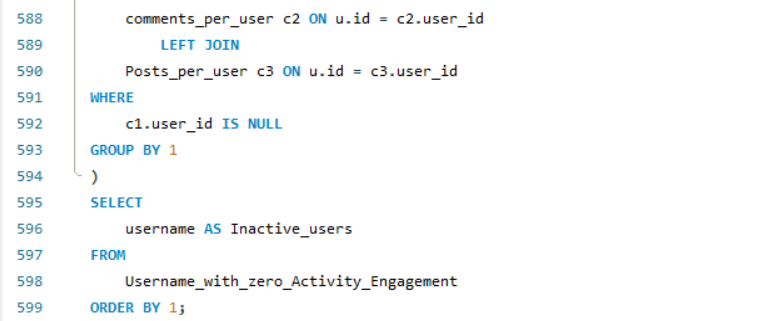 588 comments_per_user c2 ON u.id = c2.user_id
589 LEFT JOIN
590 Posts_per_user c3 ON u.id = c3.user_id
591 WHERE
592 c1.user_id IS NULL
593 GROUP BY 1
594 )
595 SELECT
596 username AS Inactive_users
597 FROM
598 Username_with_zero_Activity_Engagement
599 ORDER BY 1;